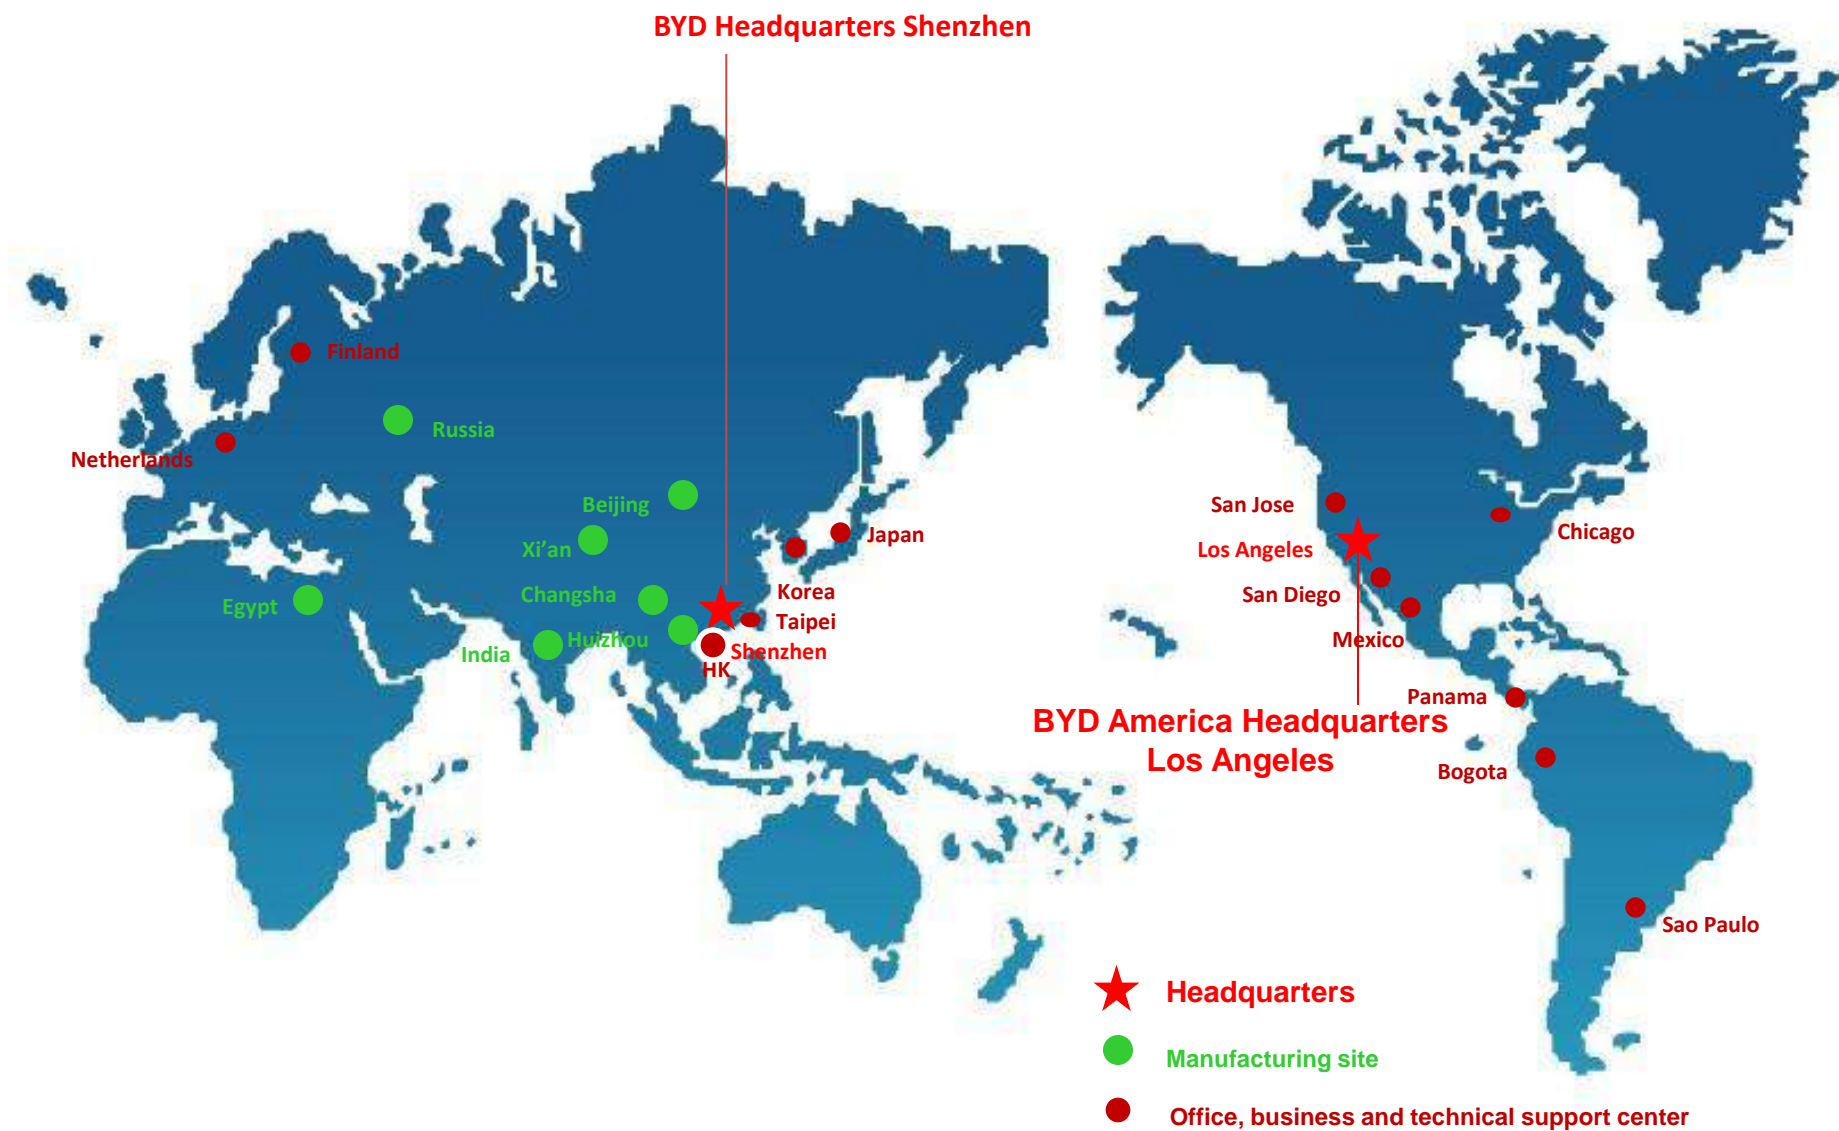 BYD Headquarters Shenzhen
Finland
Russia
Netherlands
Beijing
San Jose
Japan
Chicago
Xi’an
Los Angeles
Changsha
Korea
San Diego
Egypt
Taipei
Huizhou
Mexico
India
Shenzhen
HK
Panama
BYD America Headquarters
Los Angeles
Bogota
Sao Paulo
Headquarters
Manufacturing site
Office, business and technical support center